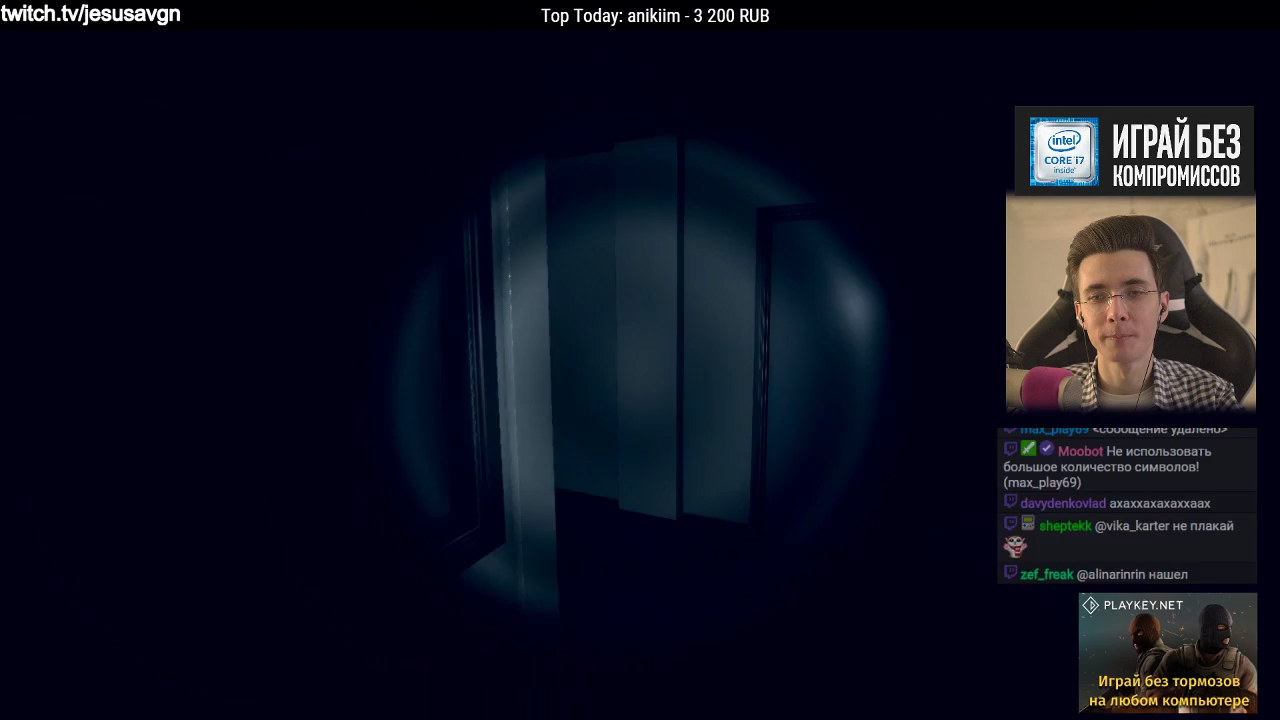 twitch.tv/jesusavgn
Top Today: anikiim - 3 200 RUB
intel
CORE i7
inside
ИГРАЙ БЕЗ
КОМПРОМИССОВ
max_play69 <сообщение удалено>
Moobot Не использовать
большое количество символов!
(max_play69)
davydenkovlad ахаххахахаххаах
sheptekk @vika_karter не плакай
zef_freak @alinarinrin нашел
PLAYKEY.NET
Играй без тормозов
на любом компьютере